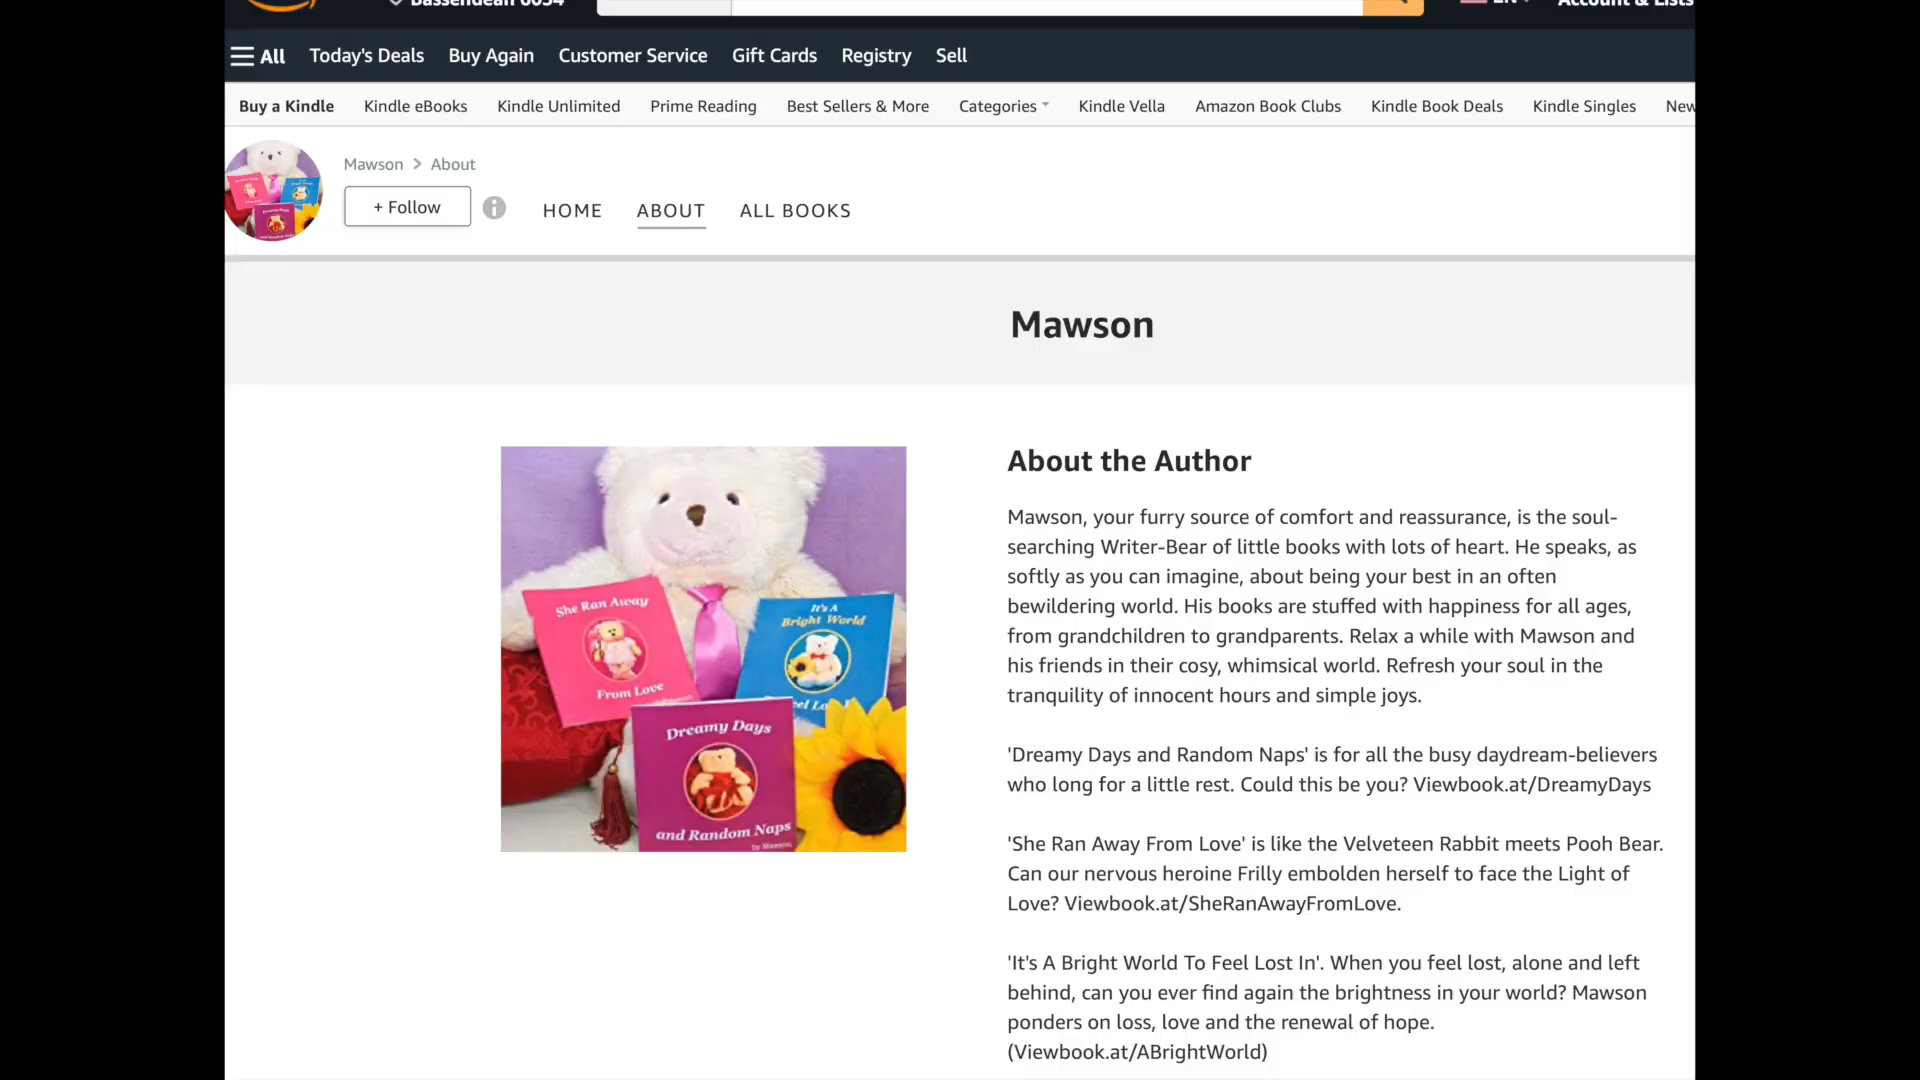 Bassendean 6054
EN
Account & Lists
All
Today's Deals
Buy Again
Customer Service
Gift Cards
Registry
Sell
Buy a Kindle
Kindle eBooks
Kindle Unlimited
Prime Reading
Best Sellers & More
Categories
Kindle Vella
Amazon Book Clubs
Kindle Book Deals
Kindle Singles
New
Mawson > About
+ Follow
HOME
ABOUT
ALL BOOKS
Mawson
She Ran Away
From Love
It's A
Bright World
Dreamy Days
and Random Naps
by Mawson
About the Author
Mawson, your furry source of comfort and reassurance, is the soul-
searching Writer-Bear of little books with lots of heart. He speaks, as
softly as you can imagine, about being your best in an often
bewildering world. His books are stuffed with happiness for all ages,
from grandchildren to grandparents. Relax a while with Mawson and
his friends in their cosy, whimsical world. Refresh your soul in the
tranquility of innocent hours and simple joys.
'Dreamy Days and Random Naps' is for all the busy daydream-believers
who long for a little rest. Could this be you? Viewbook.at/DreamyDays
'She Ran Away From Love' is like the Velveteen Rabbit meets Pooh Bear.
Can our nervous heroine Frilly embolden herself to face the Light of
Love? Viewbook.at/SheRanAwayFromLove.
'It's A Bright World To Feel Lost In'. When you feel lost, alone and left
behind, can you ever find again the brightness in your world? Mawson
ponders on loss, love and the renewal of hope.
(Viewbook.at/ABrightWorld)